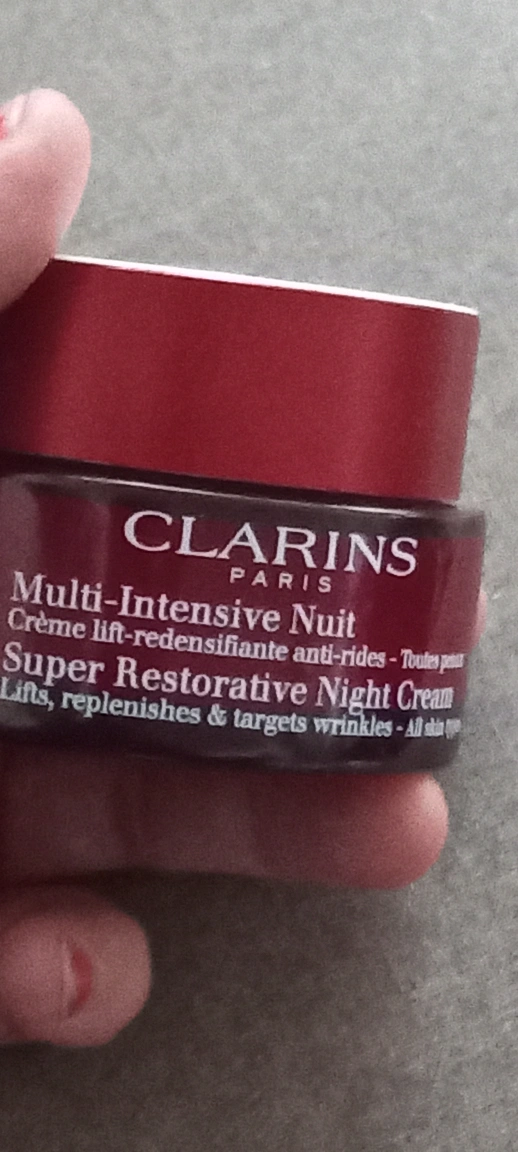 CLARINS
PARIS
Multi-Intensive Nuit
Crème lift-redensifiante anti-rides - Toutes peaux
Super Restorative Night Cream
Lifts, replenishes & targets wrinkles - All skin